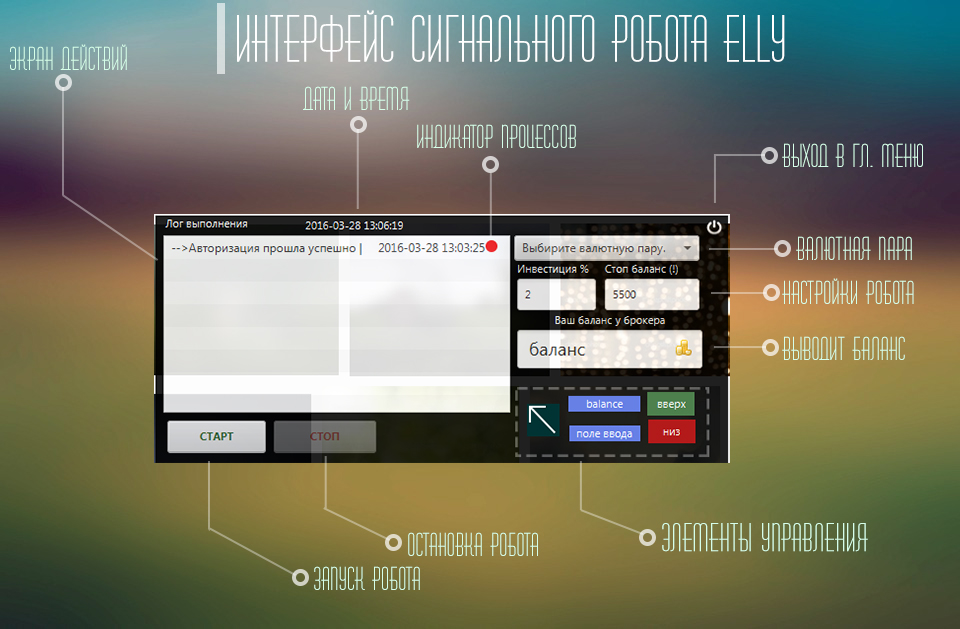 ИНТЕРФЕЙС СИГНАЛЬНОГО РОБОТА ELLY
ЭКРАН ДЕЙСТВИЙ
ДАТА И ВРЕМЯ
ИНДИКАТОР ПРОЦЕССОВ
ВЫХОД В ГЛ. МЕНЮ
Лог выполнения
2016-03-28 13:06:19
-->Авторизация прошла успешно |
2016-03-28 13:03:25
Выбирите валютную пару.
ВАЛЮТНАЯ ПАРА
Инвестиция %
Стоп баланс (!)
2
5500
НАСТРОЙКИ РОБОТА
Ваш баланс у брокера
баланс
ВЫВОДИТ БАЛАНС
balance
вверх
поле ввода
низ
СТАРТ
СТОП
ЭЛЕМЕНТЫ УПРАВЛЕНИЯ
ОСТАНОВКА РОБОТА
ЗАПУСК РОБОТА